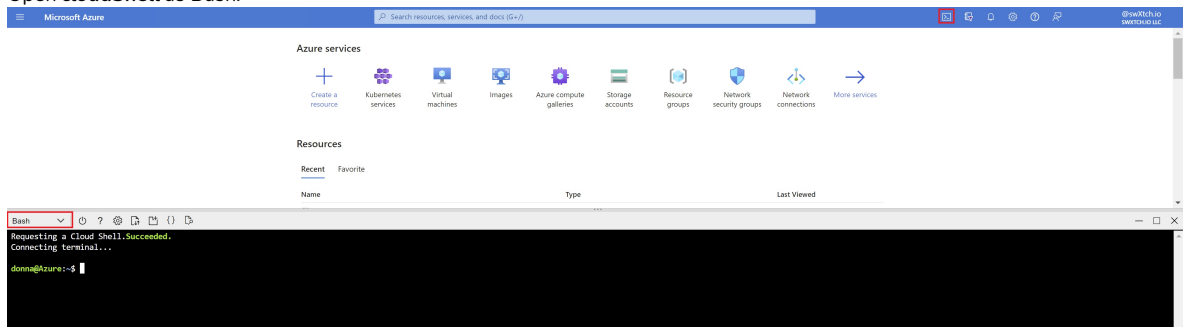 Open cloudShell as Bash.
Microsoft Azure
Search resources, services, and docs (G+/)
@swXtch.io
SWXTCH.IO LLC
Azure services
Create a resource
Kubernetes services
Virtual machines
Images
Azure compute galleries
Storage accounts
Resource groups
Network security groups
Network connections
More services
Resources
Recent Favorite
Name Type Last Viewed
Bash
Requesting a Cloud Shell.Succeeded.
Connecting terminal...
donna@Azure:~$